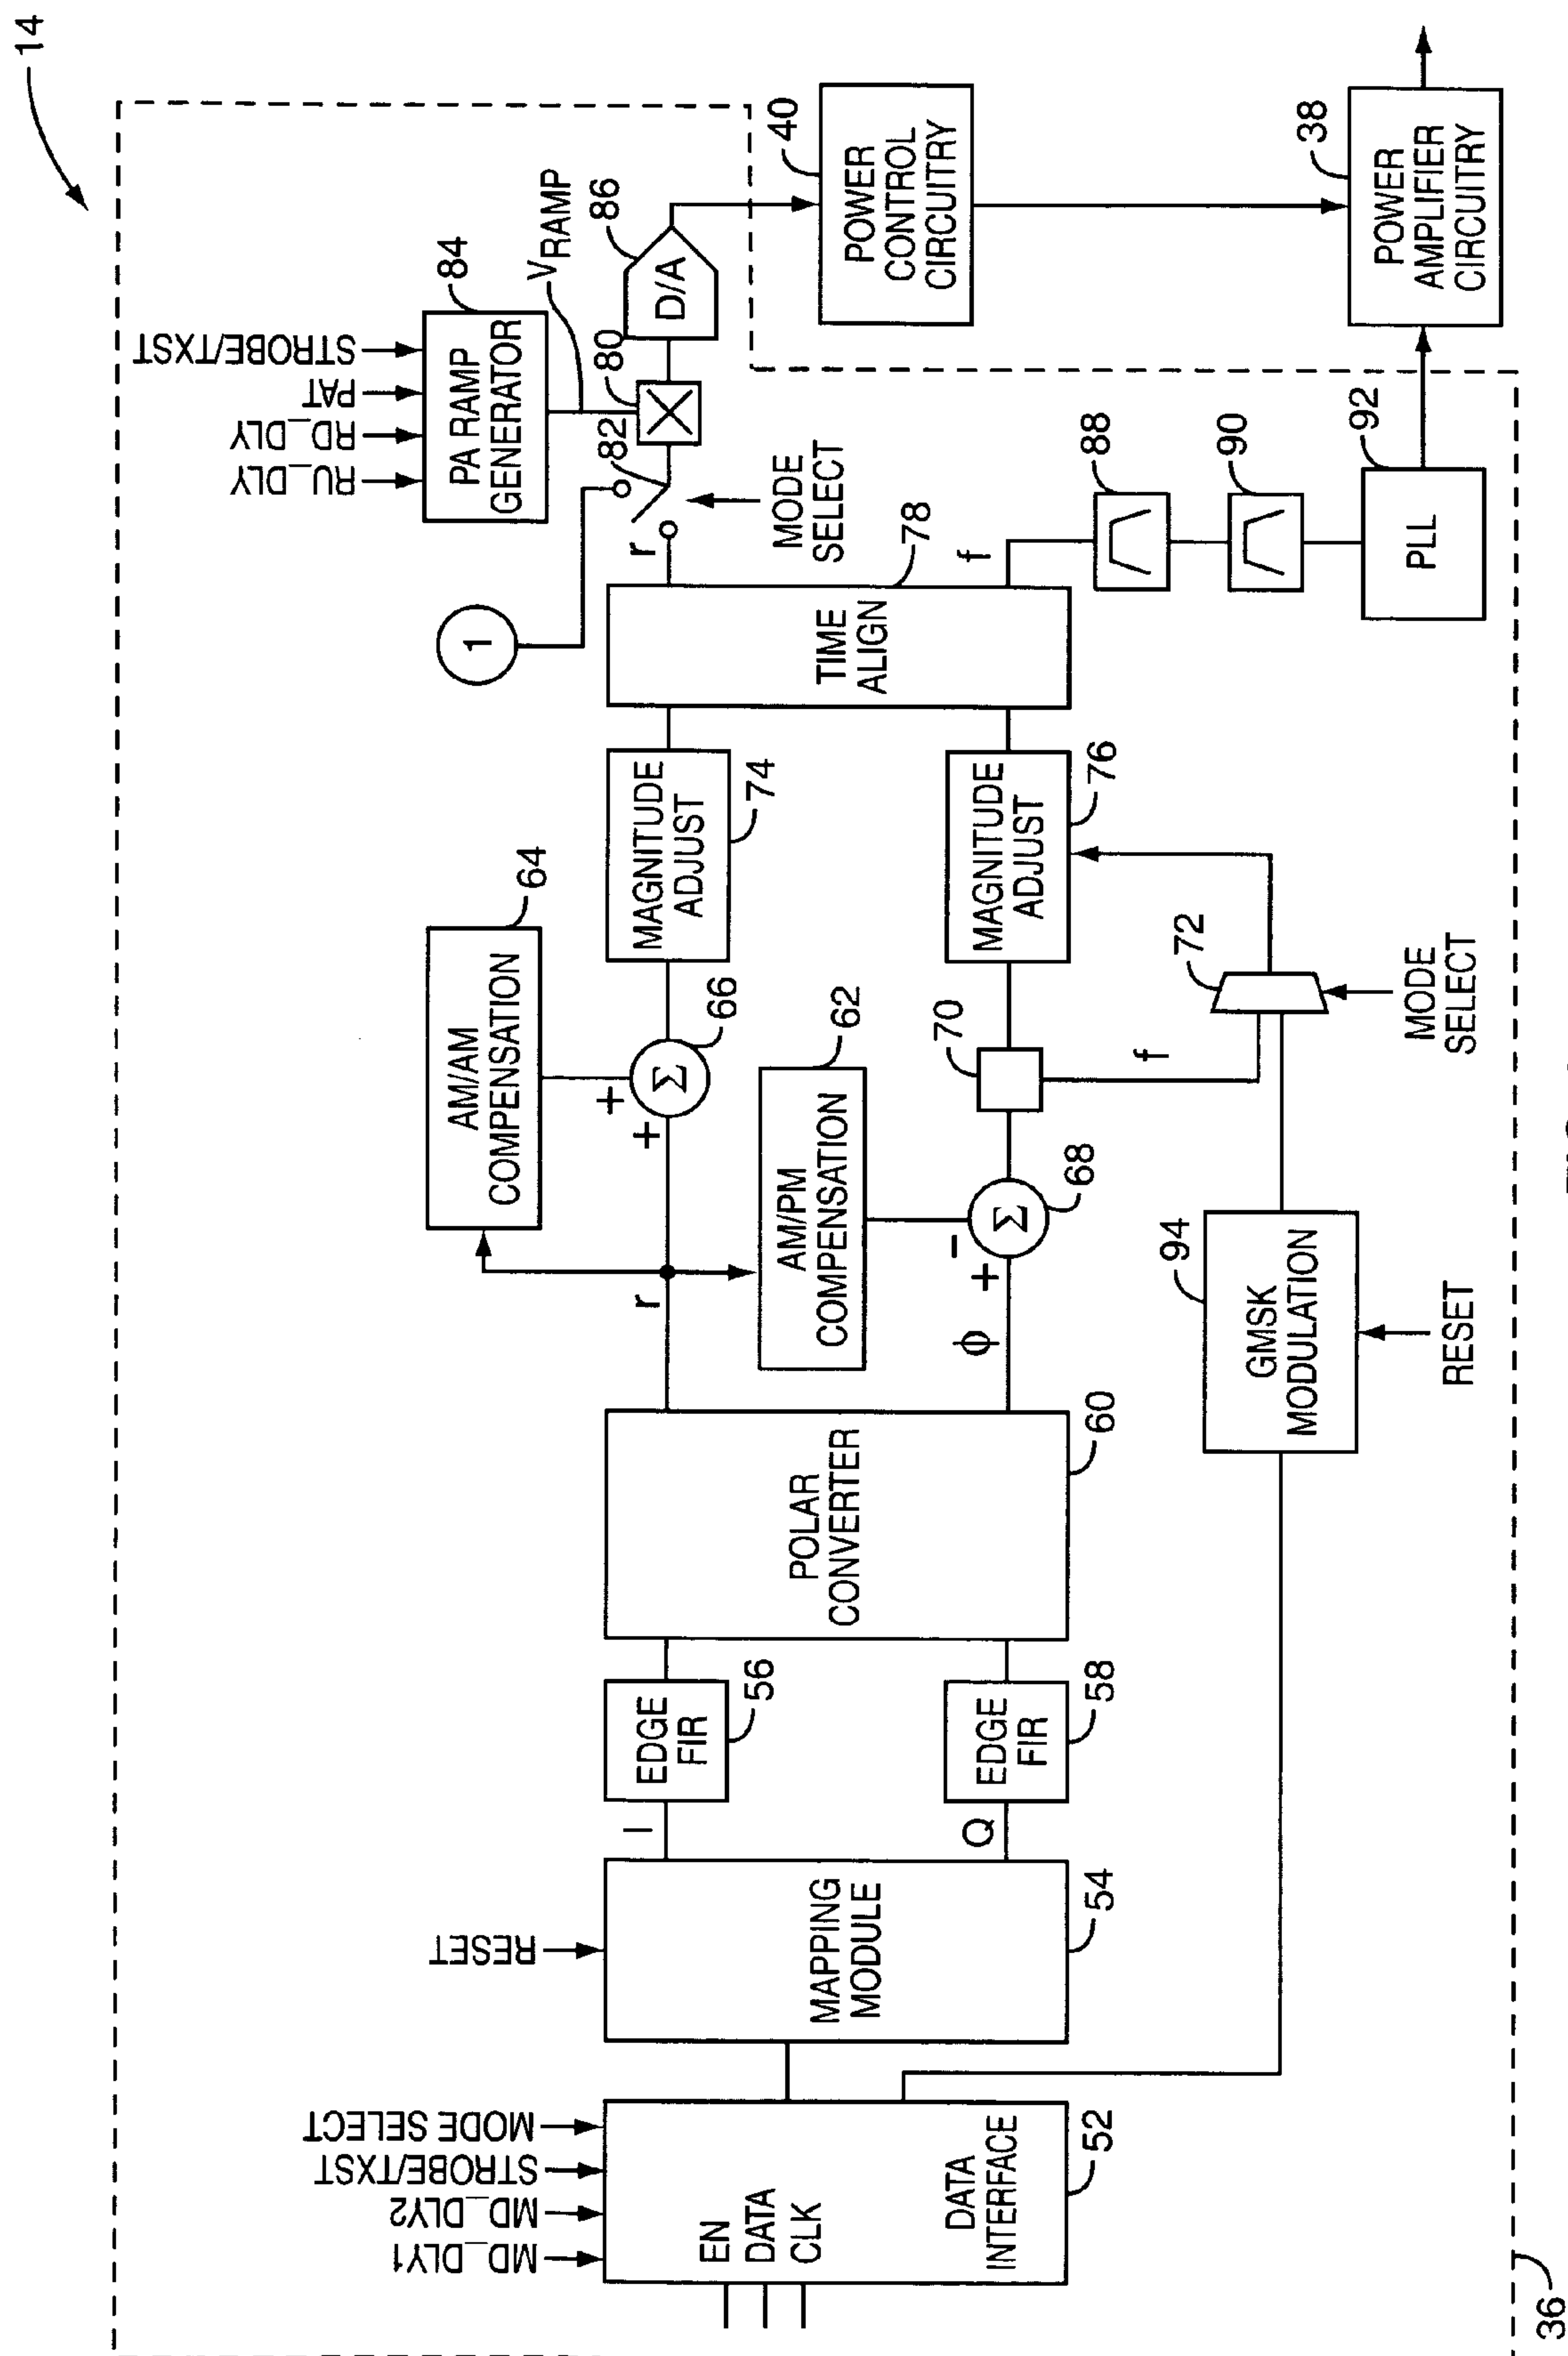 14
RU_DLY
RD_DLY
PAT
STROBE/TXST
PA RAMP
GENERATOR
84
VRAMP
1
r
82
80
D/A
86
MODE
SELECT
40
POWER
CONTROL
CIRCUITRY
38
POWER
AMPLIFIER
CIRCUITRY
AM/AM
COMPENSATION
64
+
+
Σ
66
MAGNITUDE
ADJUST
74
TIME
ALIGN
78
f
88
90
PLL
92
r
AM/PM
COMPENSATION
62
ϕ
+
−
Σ
68
70
MAGNITUDE
ADJUST
76
f
72
MODE
SELECT
MD_DLY1
MD_DLY2
STROBE/TXST
MODE SELECT
EN
DATA
CLK
DATA
INTERFACE
52
RESET
MAPPING
MODULE
54
I
Q
EDGE
FIR
56
EDGE
FIR
58
POLAR
CONVERTER
60
94
GMSK
MODULATION
RESET
36